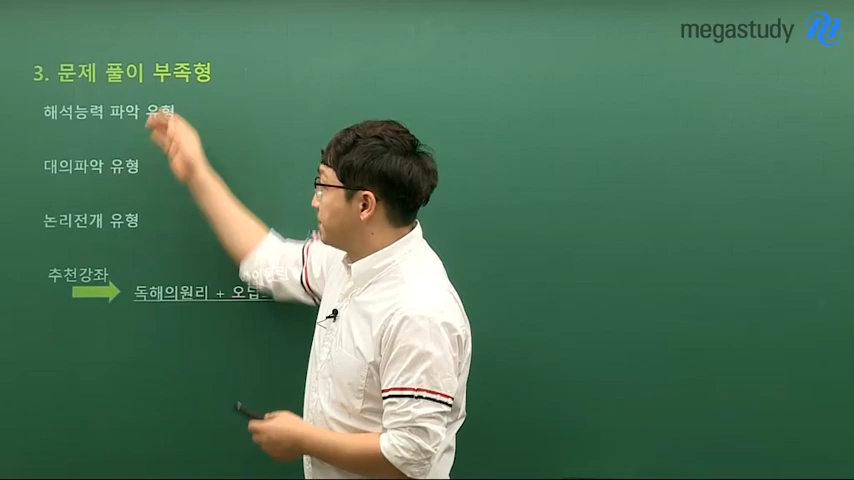 megastudy
3. 문제 풀이 부족형
해석능력 파악 유형
대의파악 유형
논리전개 유형
추천강좌
독해의원리 + 오답